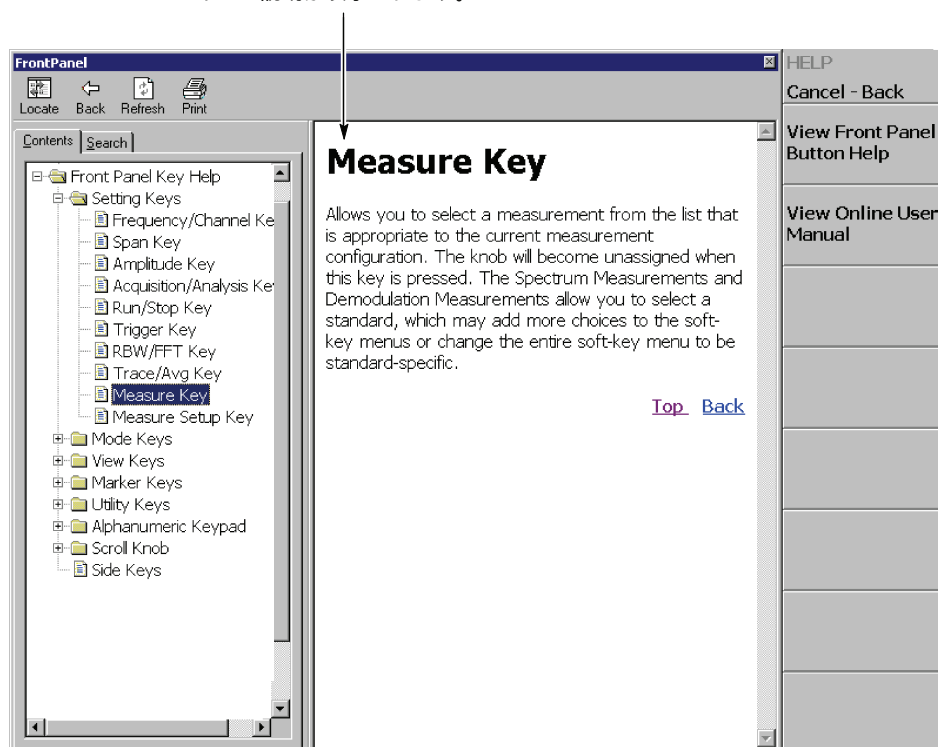 FrontPanel
HELP
Locate Back Refresh Print
Cancel - Back
Contents Search
View Front Panel
Button Help
View Online User
Manual
Front Panel Key Help
Setting Keys
Frequency/Channel Ke
Span Key
Amplitude Key
Acquisition/Analysis Ke
Run/Stop Key
Trigger Key
RBW/FFT Key
Trace/Avg Key
Measure Key
Measure Setup Key
Mode Keys
View Keys
Marker Keys
Utility Keys
Alphanumeric Keypad
Scroll Knob
Side Keys
Measure Key
Allows you to select a measurement from the list that
is appropriate to the current measurement
configuration. The knob will become unassigned when
this key is pressed. The Spectrum Measurements and
Demodulation Measurements allow you to select a
standard, which may add more choices to the soft-
key menus or change the entire soft-key menu to be
standard-specific.
Top Back